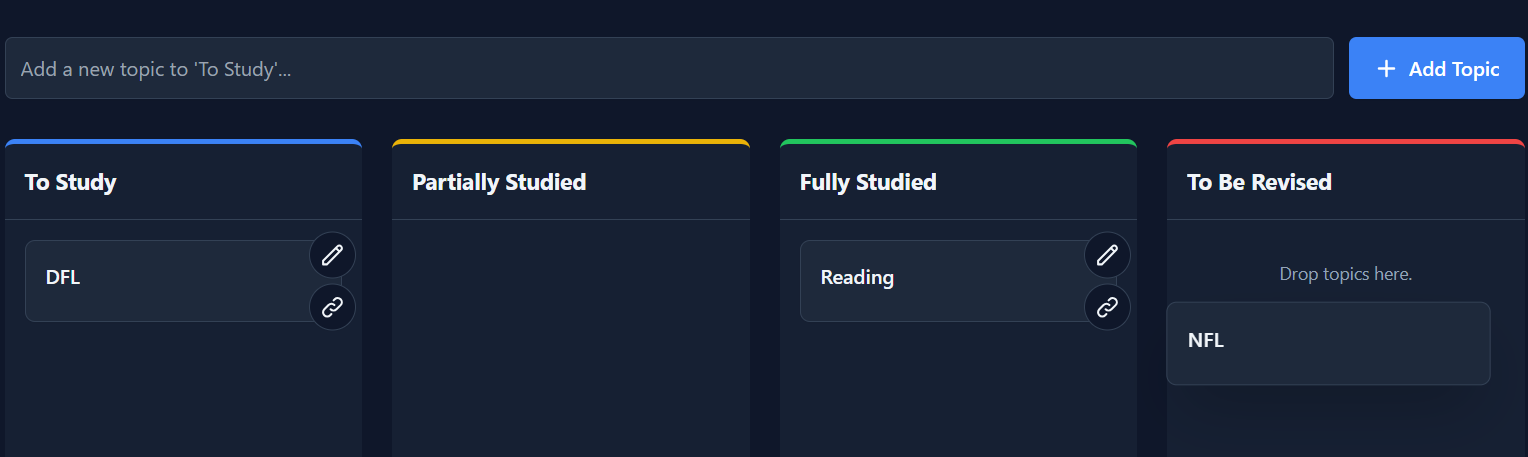 Add a new topic to 'To Study'...
+ Add Topic
To Study
Partially Studied
Fully Studied
To Be Revised
DFL
Reading
Drop topics here.
NFL